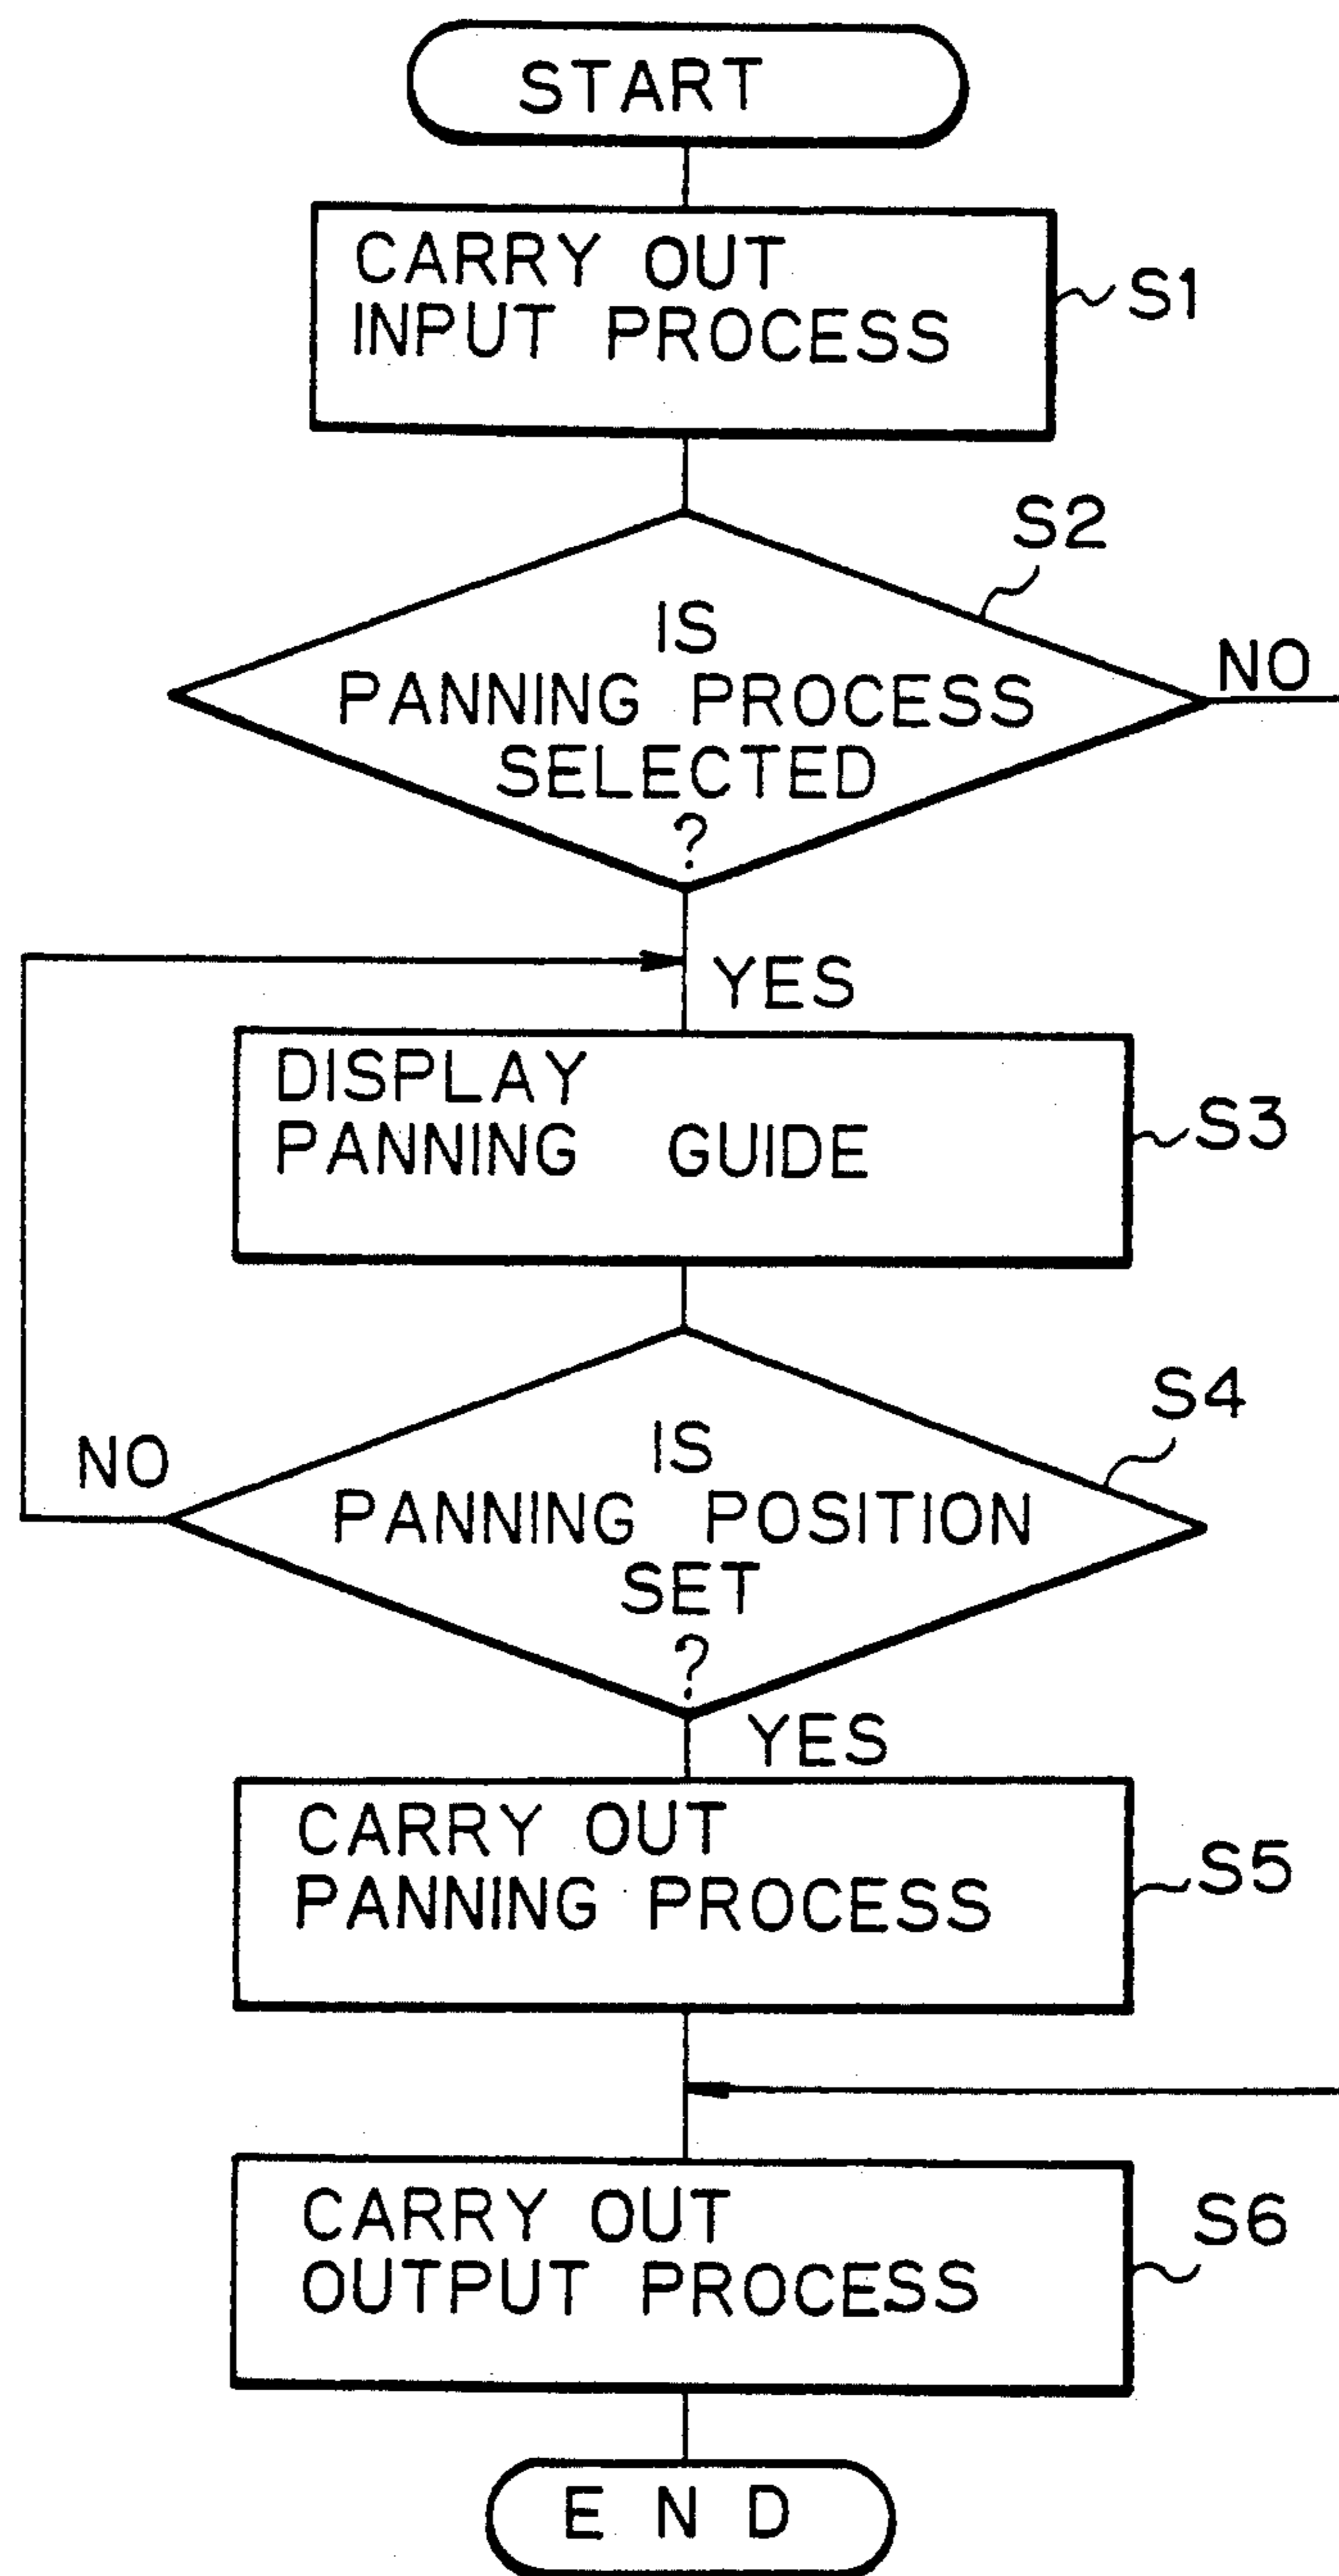 START
CARRY OUT
INPUT PROCESS
S1
S2
IS
PANNING PROCESS
SELECTED
?
NO
YES
DISPLAY
PANNING GUIDE
S3
S4
IS
PANNING POSITION
SET
?
NO
YES
CARRY OUT
PANNING PROCESS
S5
CARRY OUT
OUTPUT PROCESS
S6
END